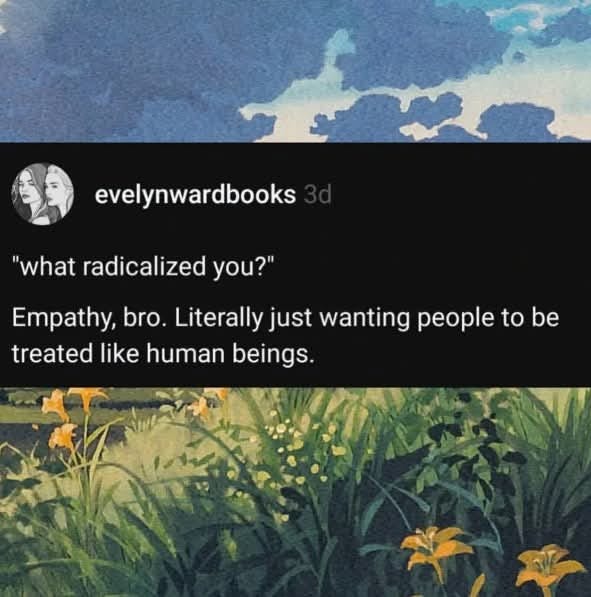 evelynwardbooks 3d
"what radicalized you?"
Empathy, bro. Literally just wanting people to be
treated like human beings.